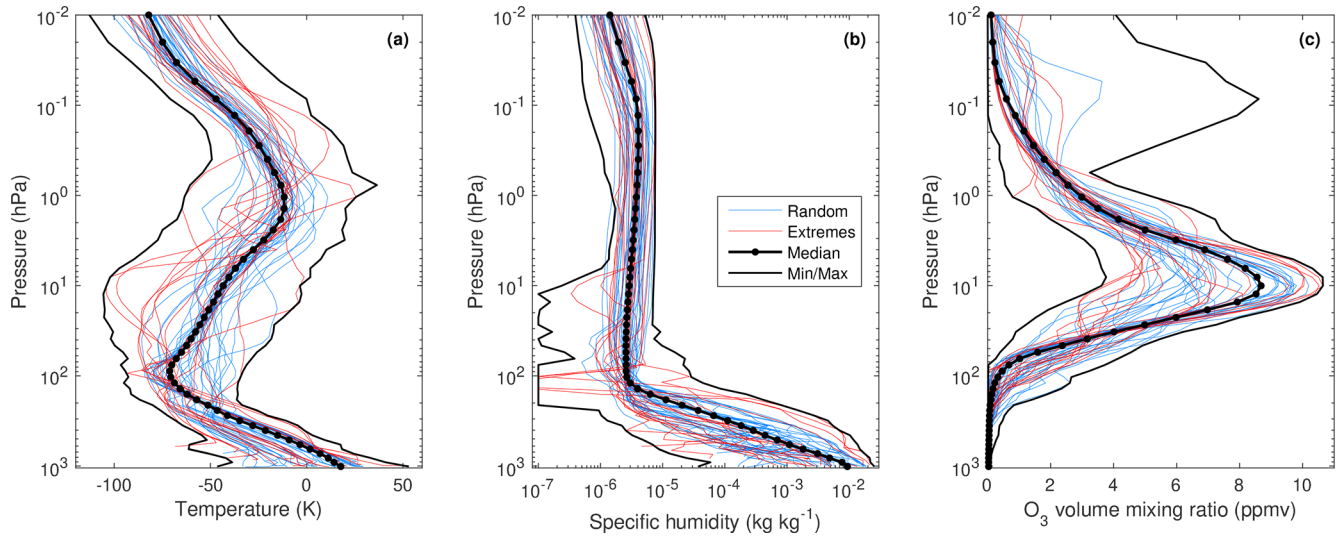 (a)
10⁻²
10⁻¹
10⁰
10¹
10²
10³
Pressure (hPa)
-100 -50 0 50
Temperature (K)
(b)
10⁻²
10⁻¹
10⁰
10¹
10²
10³
Pressure (hPa)
Random
Extremes
Median
Min/Max
10⁻⁷ 10⁻⁶ 10⁻⁵ 10⁻⁴ 10⁻³ 10⁻²
Specific humidity (kg kg⁻¹)
(c)
10⁻²
10⁻¹
10⁰
10¹
10²
10³
Pressure (hPa)
0 2 4 6 8 10
O₃ volume mixing ratio (ppmv)